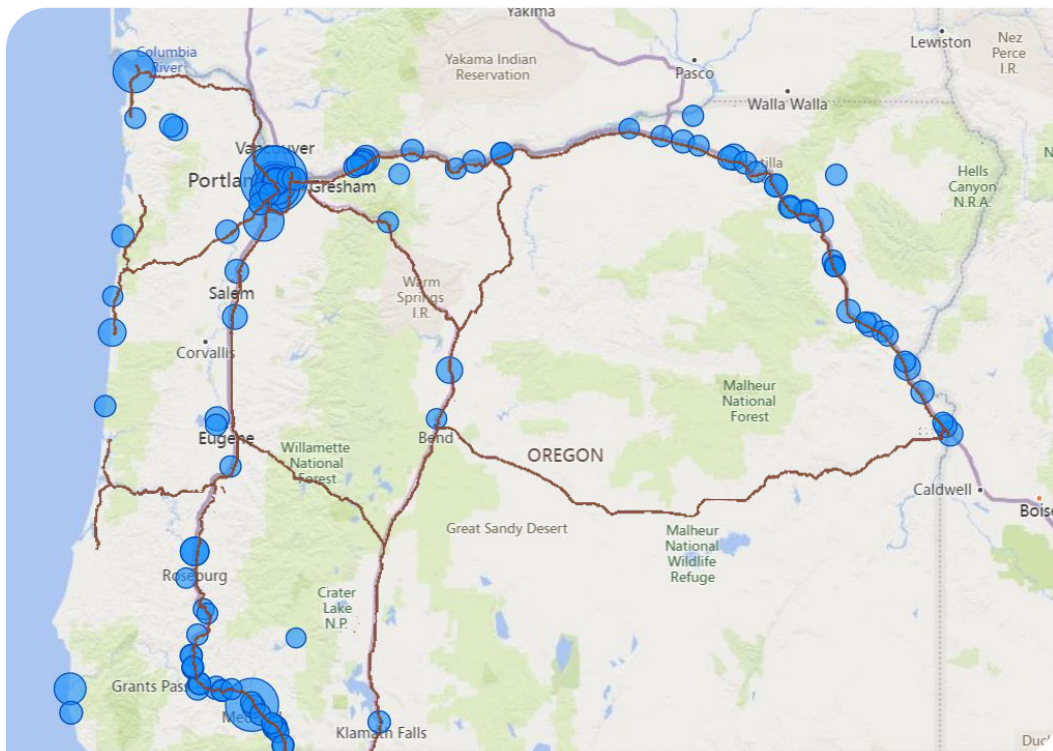 Yakima
Lewiston
Nez
Perce
I.R.
Columbia
River
Yakama Indian
Reservation
Pasco
Walla Walla
Vancouver
Hells
Canyon
N.R.A.
Gresham
Warm
Springs
I.R.
Salem
Corvallis
Malheur
National
Forest
Eugene
Willamette
National
Forest
Bend
OREGON
Caldwell
Boise
Great Sandy Desert
Malheur
National
Wildlife
Refuge
Roseburg
Crater
Lake
N.P.
Grants Pass
Klamath Falls